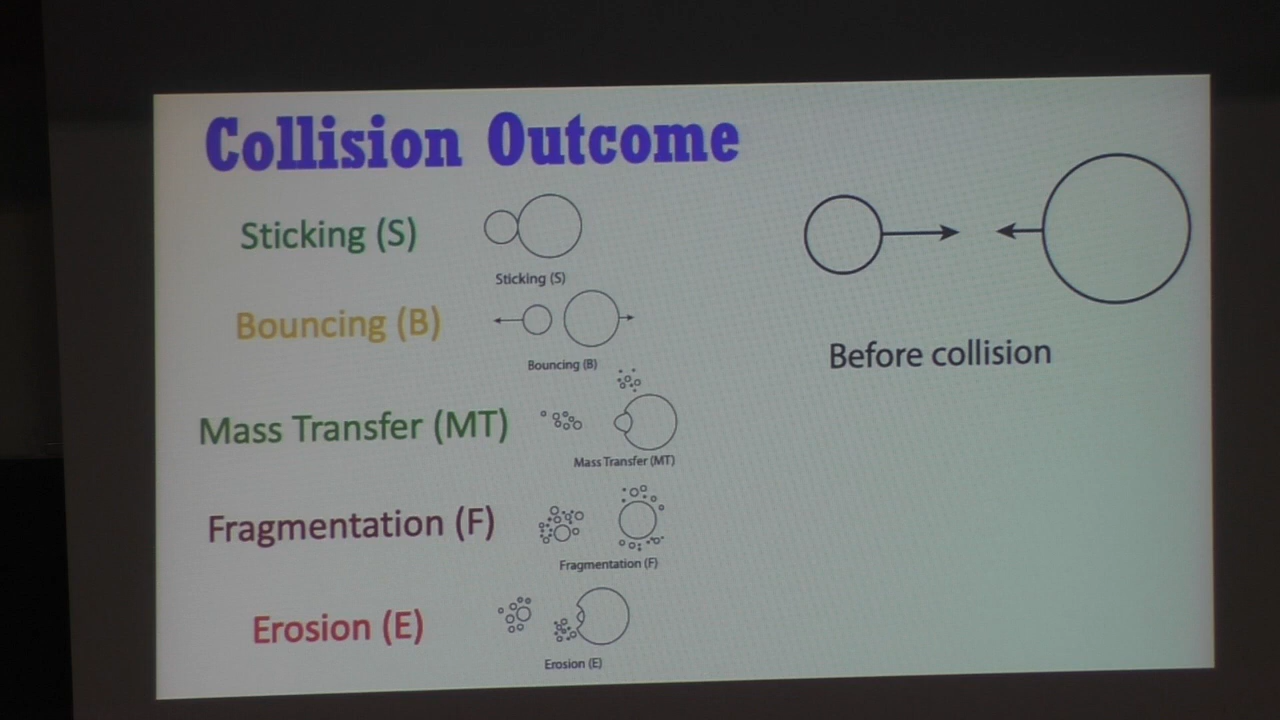 Collision Outcome
Sticking (S)
Sticking (S)
Bouncing (B)
Bouncing (B)
Before collision
Mass Transfer (MT)
Mass Transfer (MT)
Fragmentation (F)
Fragmentation (F)
Erosion (E)
Erosion (E)